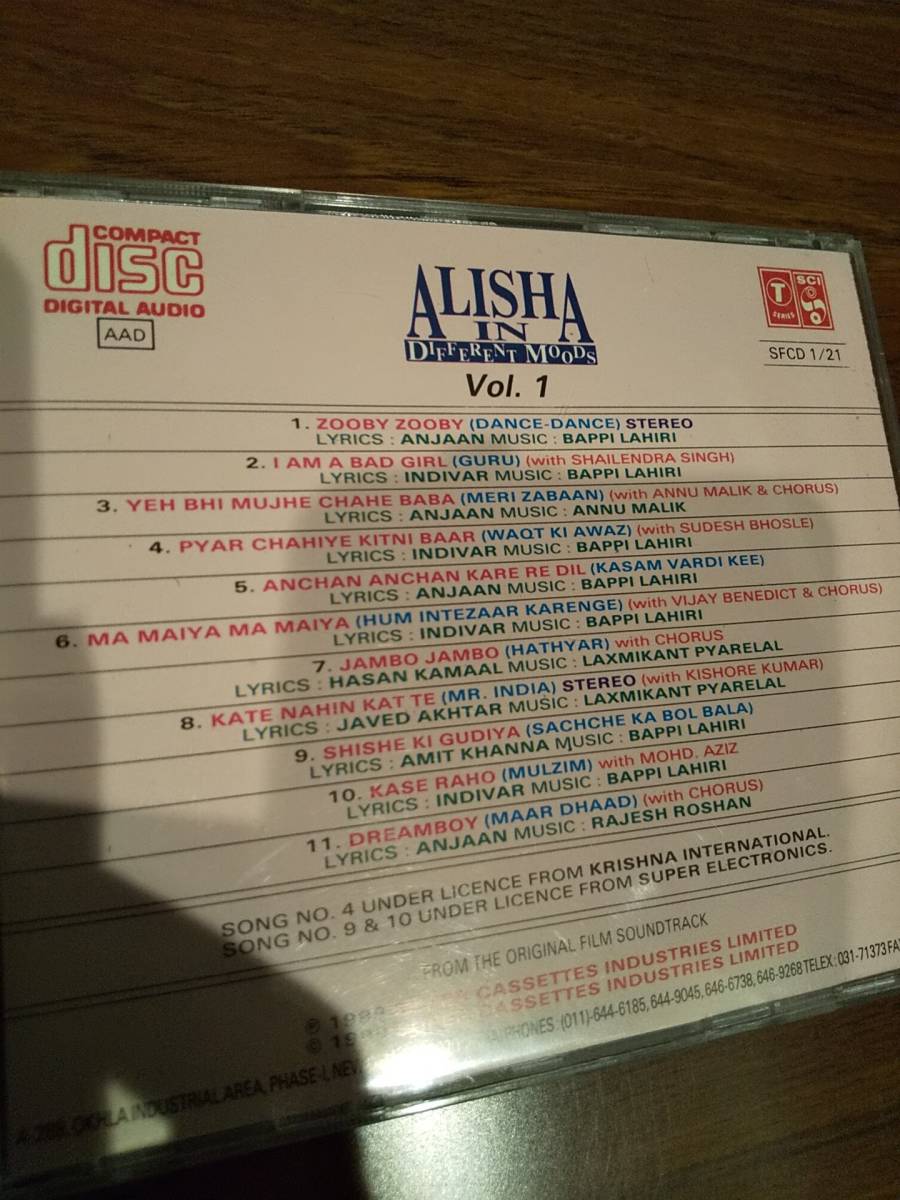 COMPACT
disc
DIGITAL AUDIO
AAD
ALISHA
IN
DIFFERENT MOODS
Vol. 1
T SERIES
SCI
SFCD 1/21
1. ZOOBY ZOOBY (DANCE-DANCE) STEREO
LYRICS : ANJAAN MUSIC : BAPPI LAHIRI
2. I AM A BAD GIRL (GURU) (with SHAILENDRA SINGH)
LYRICS : INDIVAR MUSIC : BAPPI LAHIRI
3. YEH BHI MUJHE CHAHE BABA (MERI ZABAAN) (with ANNU MALIK & CHORUS)
LYRICS : ANJAAN MUSIC : ANNU MALIK
4. PYAR CHAHIYE KITNI BAAR (WAQT KI AWAZ) (with SUDESH BHOSLE)
LYRICS : INDIVAR MUSIC : BAPPI LAHIRI
5. ANCHAN ANCHAN KARE RE DIL (KASAM VARDI KEE)
LYRICS : ANJAAN MUSIC : BAPPI LAHIRI
6. MA MAIYA MA MAIYA (HUM INTEZAAR KARENGE) (with VIJAY BENEDICT & CHORUS)
LYRICS : INDIVAR MUSIC : BAPPI LAHIRI
7. JAMBO JAMBO (HATHYAR) with CHORUS
LYRICS : HASAN KAMAAL MUSIC : LAXMIKANT PYARELAL
8. KATE NAHIN KAT TE (MR. INDIA) STEREO (with KISHORE KUMAR)
LYRICS : JAVED AKHTAR MUSIC : LAXMIKANT PYARELAL
9. SHISHE KI GUDIYA (SACHCHE KA BOL BALA)
LYRICS : AMIT KHANNA MUSIC : BAPPI LAHIRI
10. KASE RAHO (MULZIM) with MOHD. AZIZ
LYRICS : INDIVAR MUSIC : BAPPI LAHIRI
11. DREAMBOY (MAAR DHAAD) (with CHORUS)
LYRICS : ANJAAN MUSIC : RAJESH ROSHAN
SONG NO. 4 UNDER LICENCE FROM KRISHNA INTERNATIONAL.
SONG NO. 9 & 10 UNDER LICENCE FROM SUPER ELECTRONICS.
FROM THE ORIGINAL FILM SOUNDTRACK
CASSETTES INDUSTRIES LIMITED
CASSETTES INDUSTRIES LIMITED
OKHLA INDUSTRIAL AREA, PHASE-I, PHONES: (011)-644-6185, 644-9045, 646-6738, 646-9268 TELEX: 031-71373